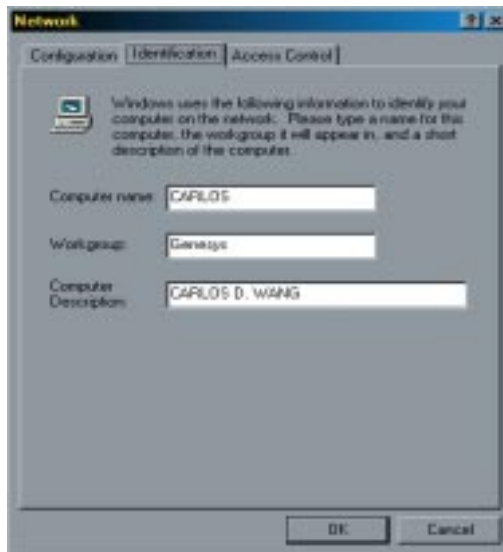 Network
Configuration Identification Access Control
Windows uses the following information to identify your
computer on the network. Please type a name for this
computer, the workgroup it will appear in, and a short
description of the computer.
Computer name: CARLOS
Workgroup: Genesys
Computer
Description: CARLOS D. WANG
OK Cancel